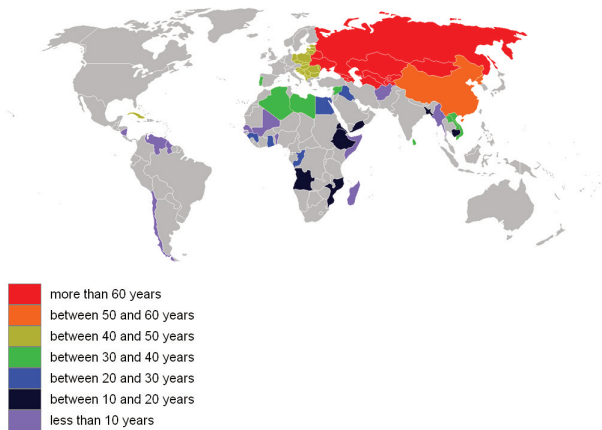 more than 60 years
between 50 and 60 years
between 40 and 50 years
between 30 and 40 years
between 20 and 30 years
between 10 and 20 years
less than 10 years